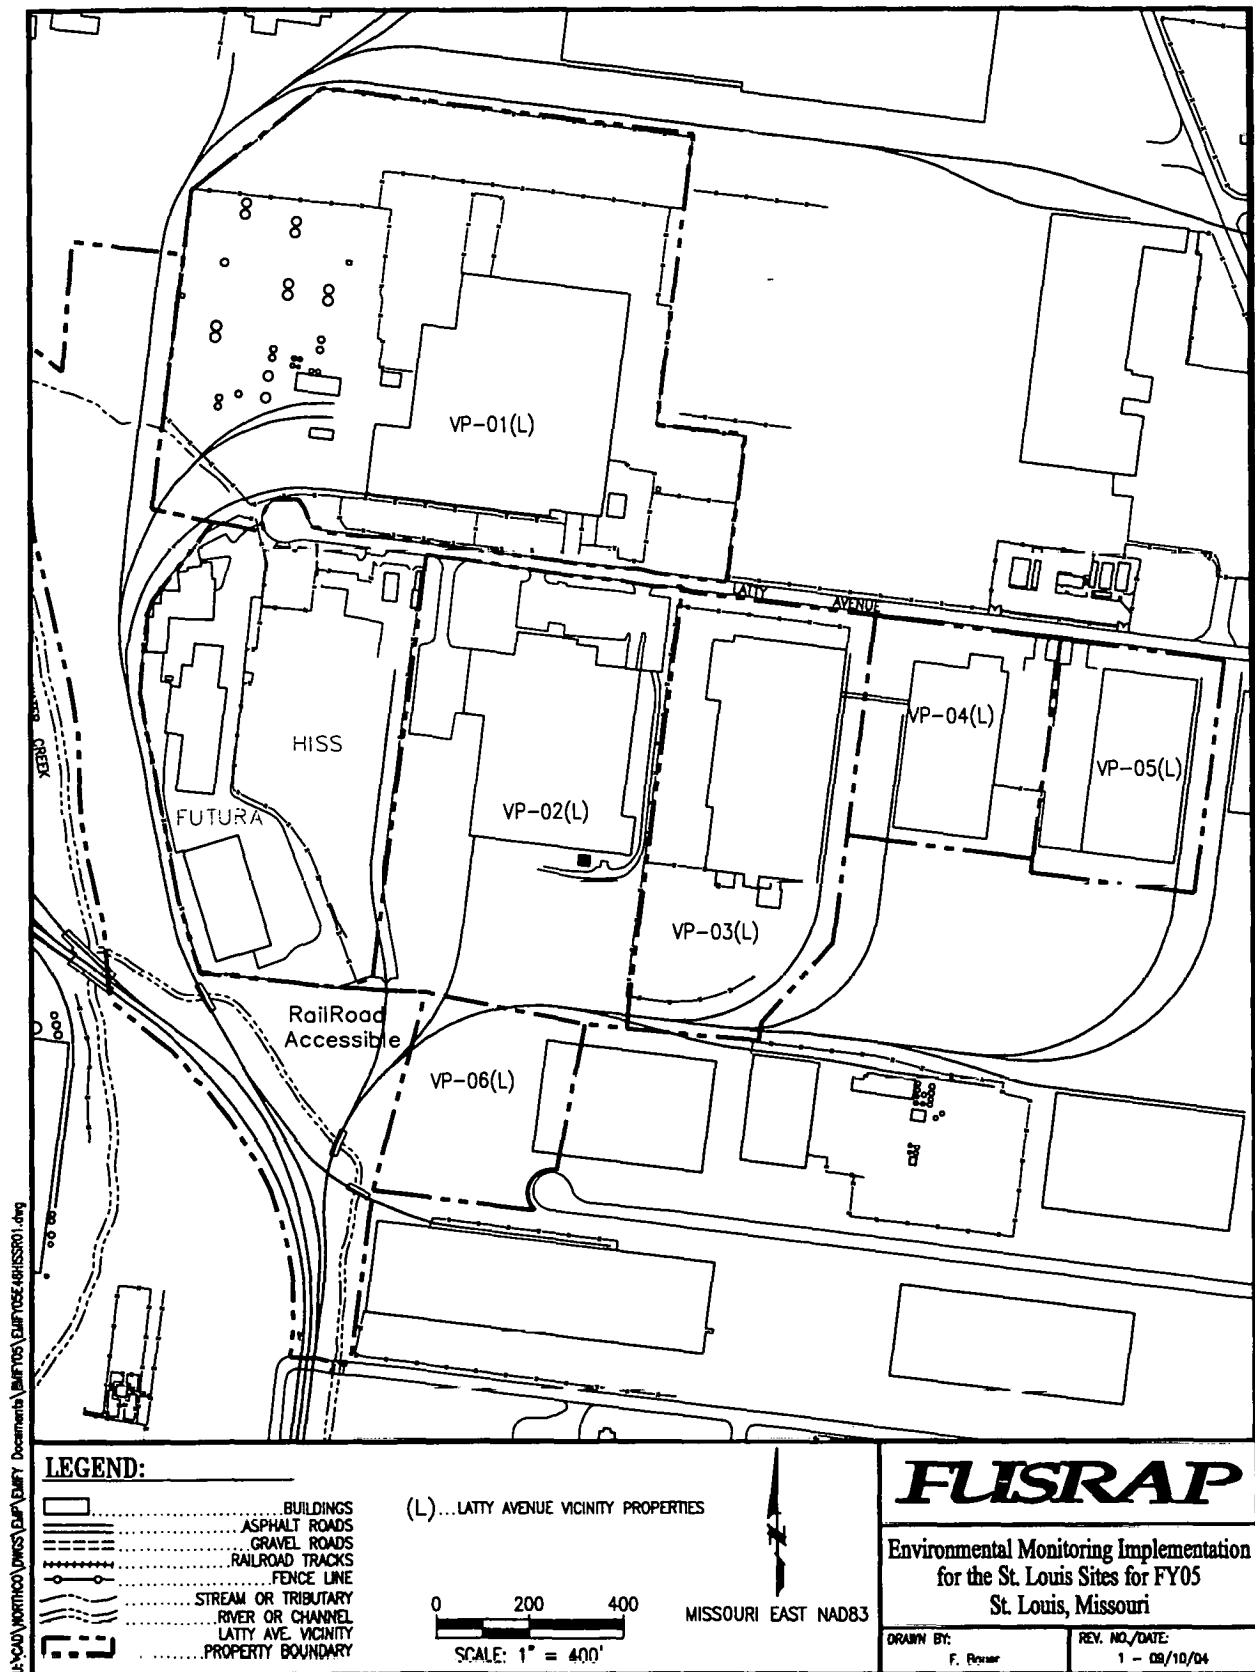 VP-01(L)
LATTY AVENUE
HISS
VP-04(L)
VP-05(L)
VP-02(L)
FUTURA
VP-03(L)
CREEK
RailRoad
Accessible
VP-06(L)
LEGEND:
BUILDINGS
ASPHALT ROADS
GRAVEL ROADS
RAILROAD TRACKS
FENCE LINE
STREAM OR TRIBUTARY
RIVER OR CHANNEL
LATTY AVE. VICINITY
PROPERTY BOUNDARY
(L)...LATTY AVENUE VICINITY PROPERTIES
0 200 400
SCALE: 1" = 400'
MISSOURI EAST NAD83
FUSRAP
Environmental Monitoring Implementation
for the St. Louis Sites for FY05
St. Louis, Missouri
DRAWN BY:
F.
REV. NO./DATE:
1 - 09/10/04